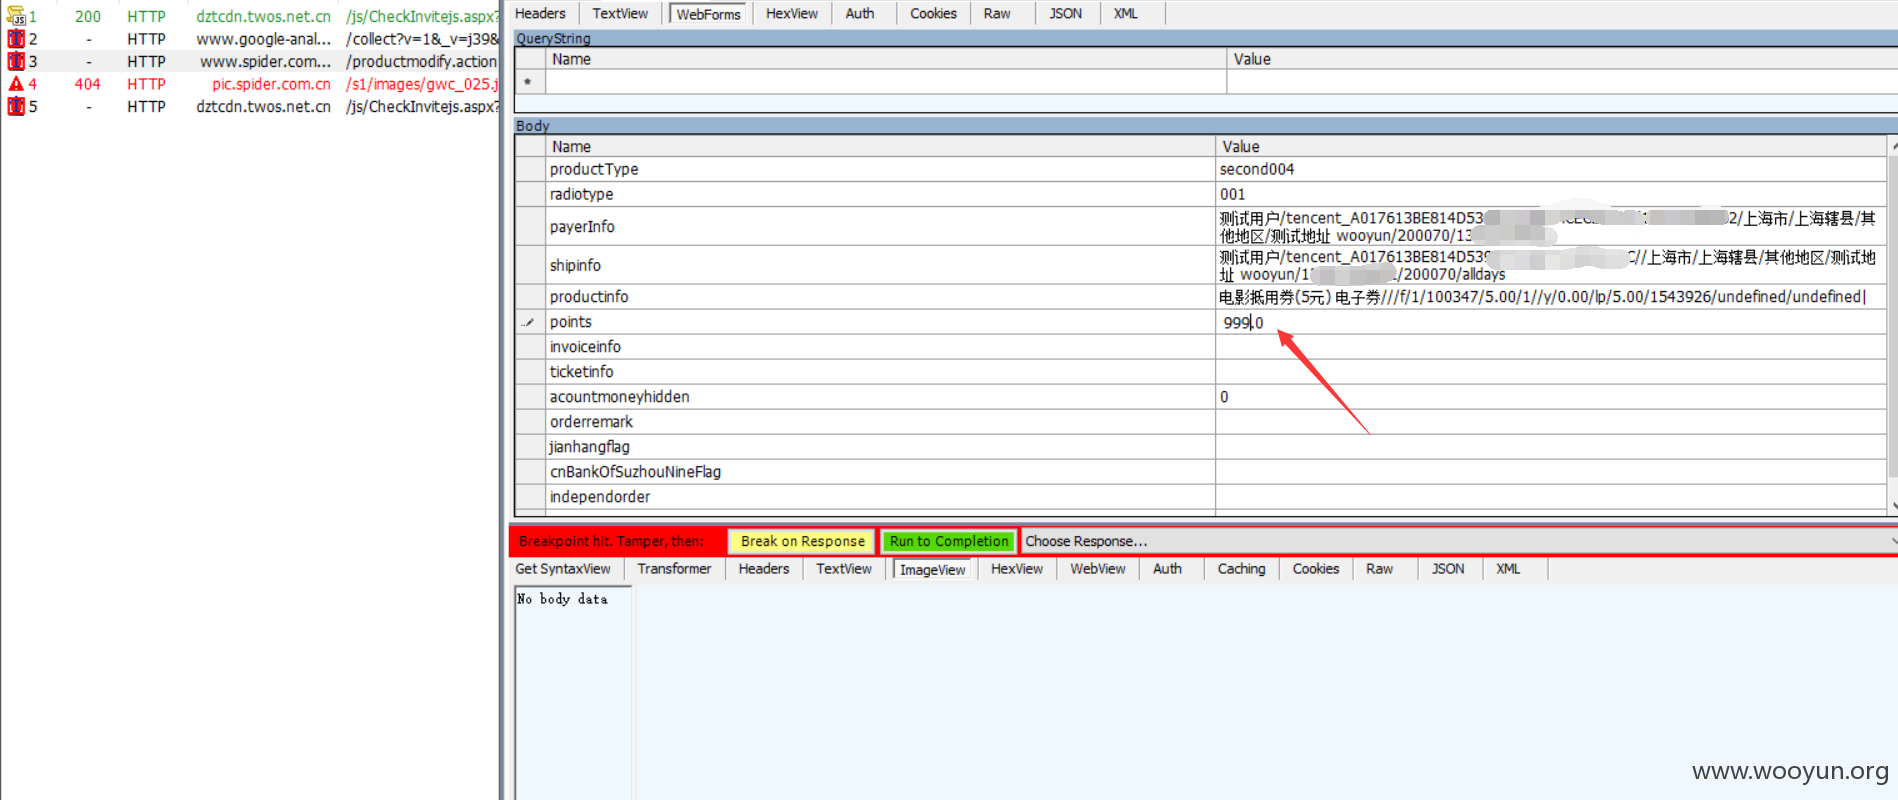 1 200 HTTP dztcdn.twos.net.cn /js/CheckInvitejs.aspx?
2 - HTTP www.google-anal... /collect?v=1&_v=j39&
3 - HTTP www.spider.com... /productmodify.action
4 404 HTTP pic.spider.com.cn /s1/images/gwc_025.j
5 - HTTP dztcdn.twos.net.cn /js/CheckInvitejs.aspx?
Headers TextView WebForms HexView Auth Cookies Raw JSON XML
QueryString
Name Value
*
Body
Name Value
productType second004
radiotype 001
payerInfo 测试用户/tencent_A017613BE814D53 2/上海市/上海辖县/其
他地区/测试地址 wooyun/200070/13
shipinfo 测试用户/tencent_A017613BE814D539 C//上海市/上海辖县/其他地区/测试地
址 wooyun/1 /200070/alldays
productinfo 电影抵用券(5元) 电子券///f/1/100347/5.00/1//y/0.00/lp/5.00/1543926/undefined/undefined|
points 999.0
invoiceinfo
ticketinfo
acountmoneyhidden 0
orderremark
jianhangflag
cnBankOfSuzhouNineFlag
independorder
Breakpoint hit. Tamper, then: Break on Response Run to Completion Choose Response...
Get SyntaxView Transformer Headers TextView ImageView HexView WebView Auth Caching Cookies Raw JSON XML
No body data
www.wooyun.org